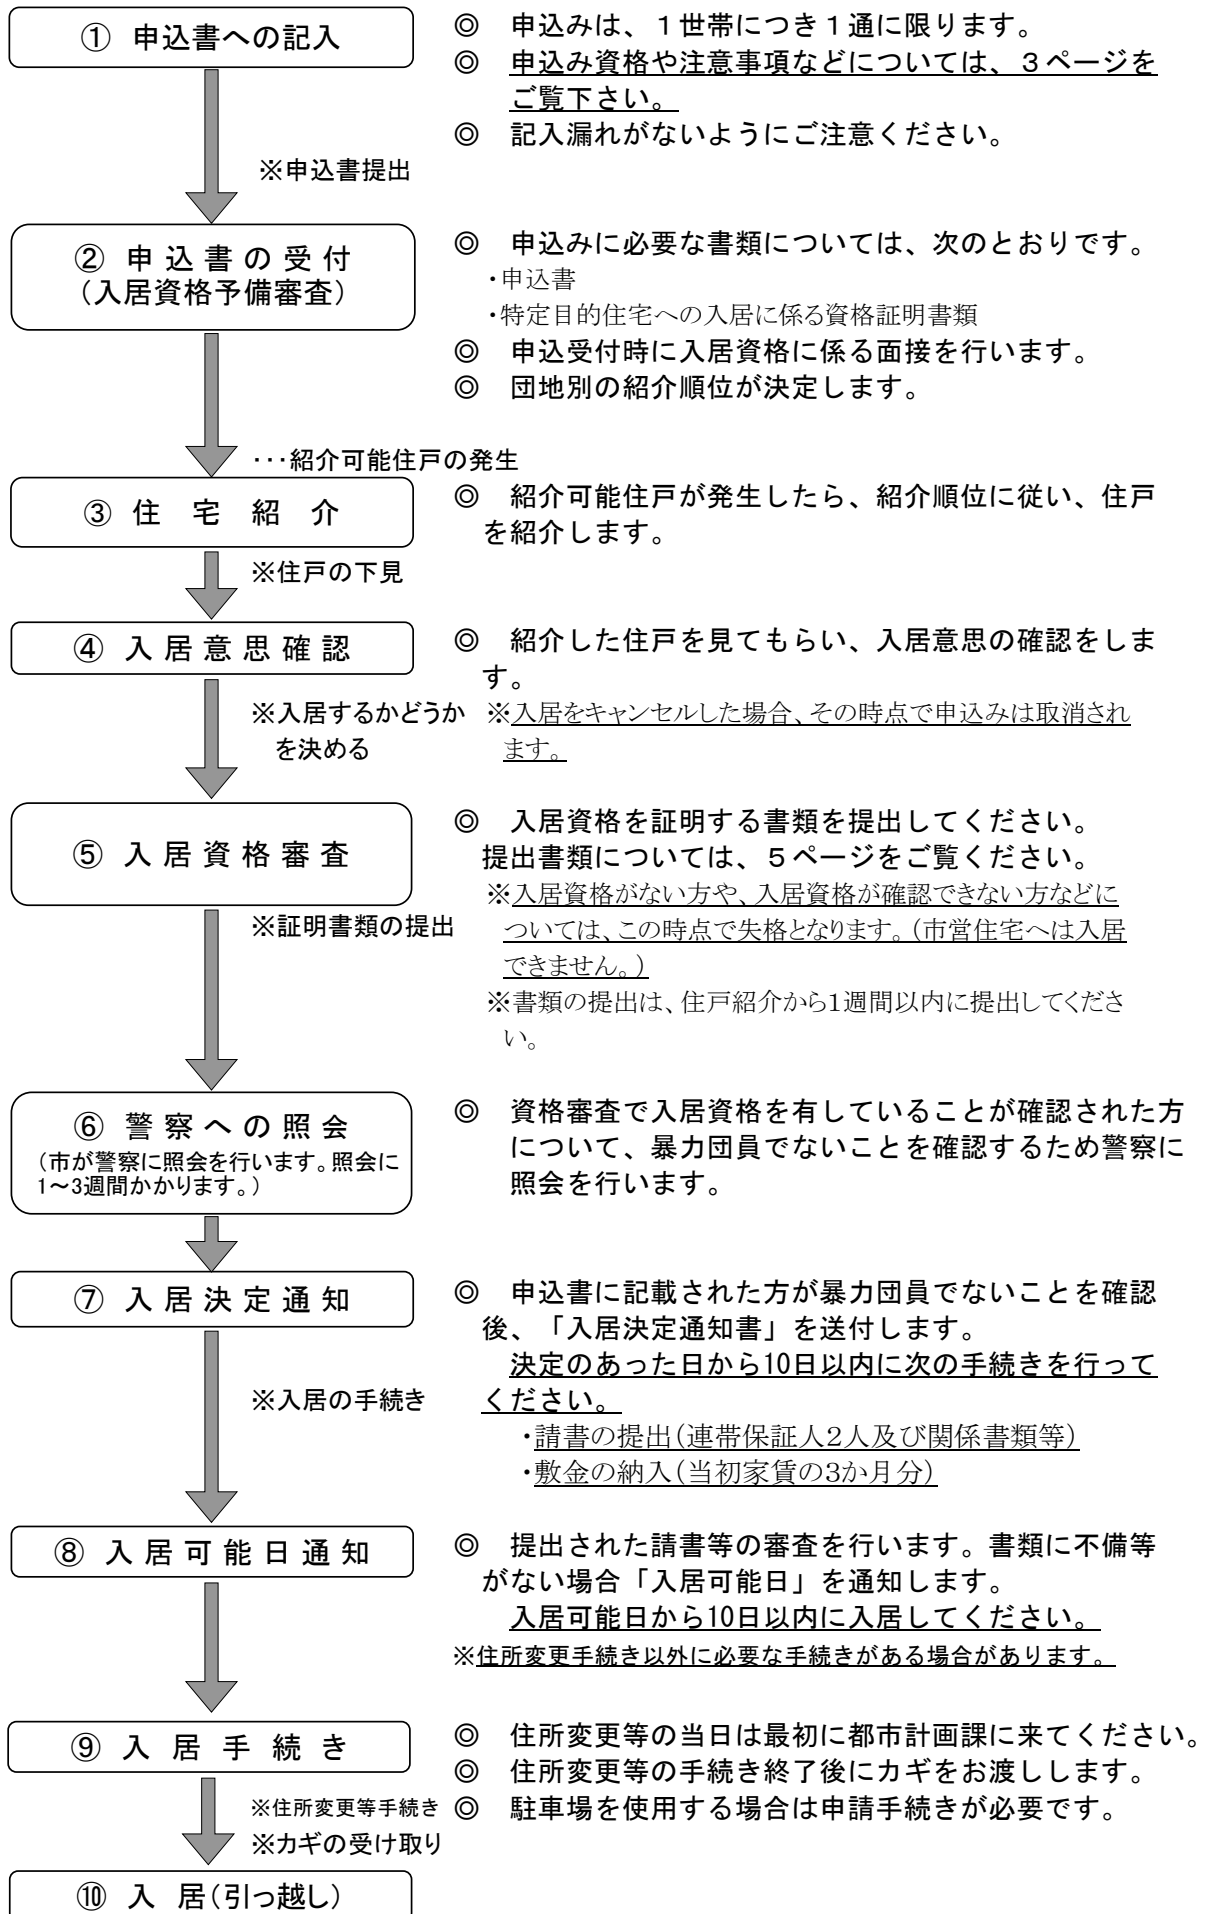 ① 申込書への記入
◎ 申込みは、１世帯につき１通に限ります。
◎ 申込み資格や注意事項などについては、３ページを
ご覧下さい。
◎ 記入漏れがないようにご注意ください。
※申込書提出
② 申込書の受付
（入居資格予備審査）
◎ 申込みに必要な書類については、次のとおりです。
・申込書
・特定目的住宅への入居に係る資格証明書類
◎ 申込受付時に入居資格に係る面接を行います。
◎ 団地別の紹介順位が決定します。
･･･紹介可能住戸の発生
③ 住宅紹介
◎ 紹介可能住戸が発生したら、紹介順位に従い、住戸
を紹介します。
※住戸の下見
④ 入居意思確認
◎ 紹介した住戸を見てもらい、入居意思の確認をしま
す。
※入居するかどうか
を決める
※入居をキャンセルした場合、その時点で申込みは取消され
ます。
⑤ 入居資格審査
◎ 入居資格を証明する書類を提出してください。
提出書類については、５ページをご覧ください。
※入居資格がない方や、入居資格が確認できない方などに
ついては、この時点で失格となります。（市営住宅へは入居
できません。）
※書類の提出は、住戸紹介から１週間以内に提出してくださ
い。
※証明書類の提出
⑥ 警察への照会
（市が警察に照会を行います。照会に
1～3週間かかります。）
◎ 資格審査で入居資格を有していることが確認された方
について、暴力団員でないことを確認するため警察に
照会を行います。
⑦ 入居決定通知
◎ 申込書に記載された方が暴力団員でないことを確認
後、「入居決定通知書」を送付します。
決定のあった日から10日以内に次の手続きを行って
ください。
※入居の手続き
・請書の提出（連帯保証人２人及び関係書類等）
・敷金の納入（当初家賃の３か月分）
⑧ 入居可能日通知
◎ 提出された請書等の審査を行います。書類に不備等
がない場合「入居可能日」を通知します。
入居可能日から10日以内に入居してください。
※住所変更手続き以外に必要な手続きがある場合があります。
⑨ 入居手続き
◎ 住所変更等の当日は最初に都市計画課に来てください。
◎ 住所変更等の手続き終了後にカギをお渡しします。
◎ 駐車場を使用する場合は申請手続きが必要です。
※住所変更等手続き
※カギの受け取り
⑩ 入居（引っ越し）